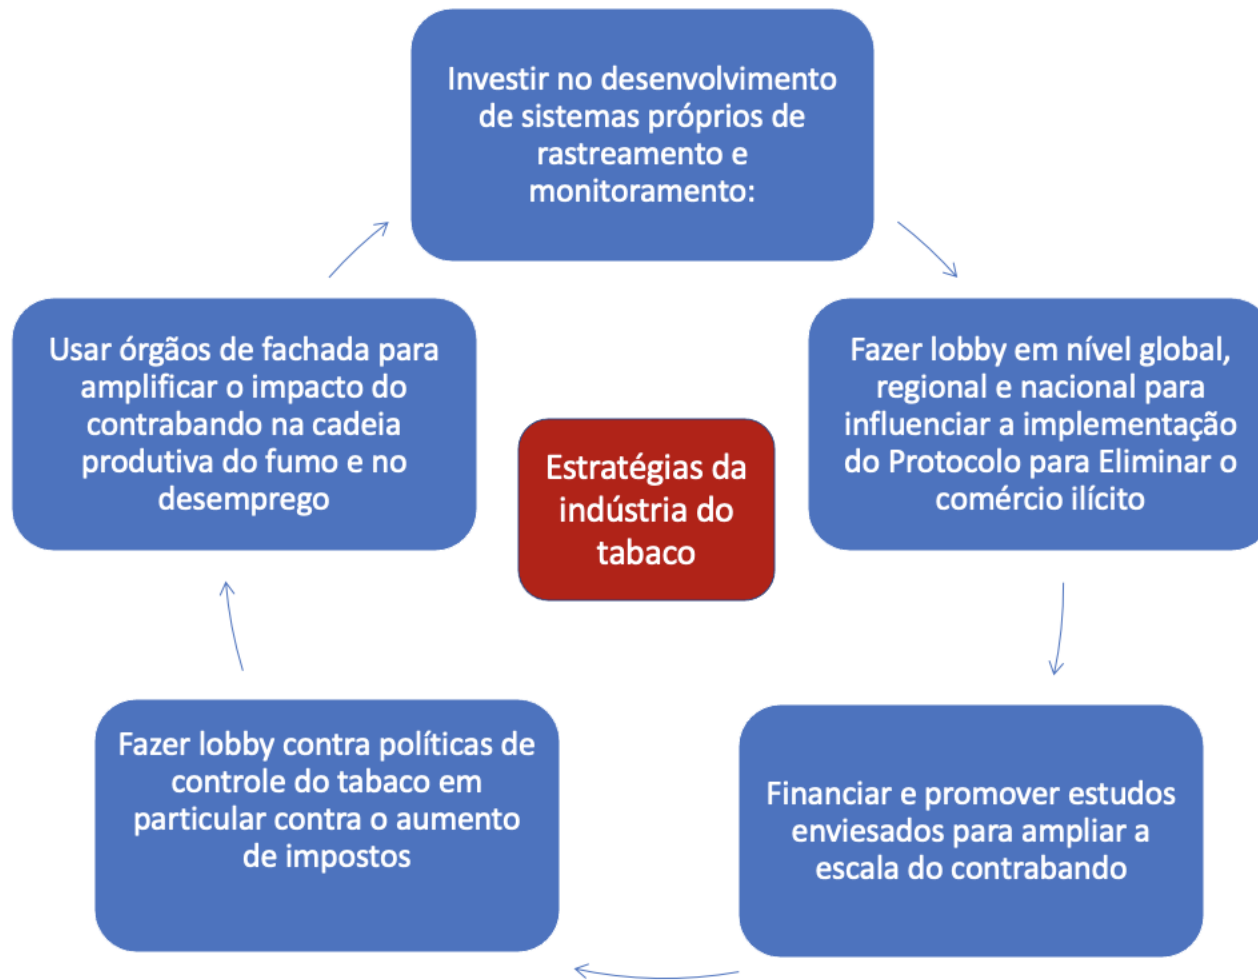 Investir no desenvolvimento
de sistemas próprios de
rastreamento e
monitoramento:
Fazer lobby em nível global,
regional e nacional para
influenciar a implementação
do Protocolo para Eliminar o
comércio ilícito
Financiar e promover estudos
enviesados para ampliar a
escala do contrabando
Fazer lobby contra políticas de
controle do tabaco em
particular contra o aumento
de impostos
Usar órgãos de fachada para
amplificar o impacto do
contrabando na cadeia
produtiva do fumo e no
desemprego
Estratégias da
indústria do
tabaco